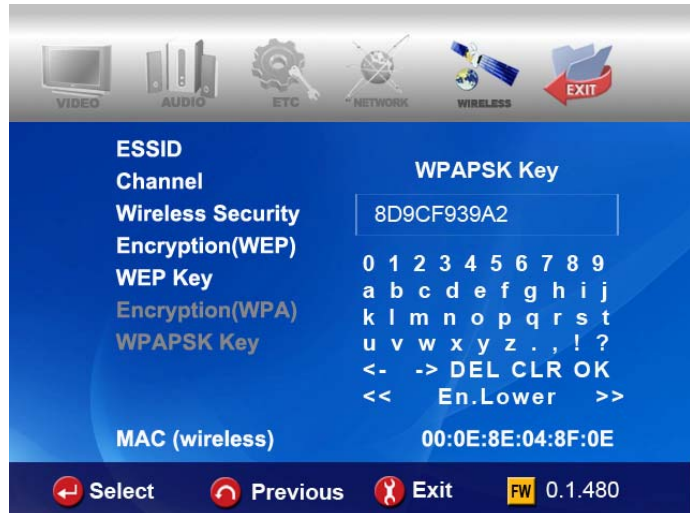 VIDEO AUDIO ETC NETWORK WIRELESS EXIT
ESSID
Channel
Wireless Security
Encryption(WEP)
WEP Key
Encryption(WPA)
WPAPSK Key
WPAPSK Key
8D9CF939A2
0 1 2 3 4 5 6 7 8 9
a b c d e f g h i j
k l m n o p q r s t
u v w x y z . , ! ?
<- -> DEL CLR OK
<< En.Lower >>
MAC (wireless) 00:0E:8E:04:8F:0E
Select Previous Exit FW 0.1.480